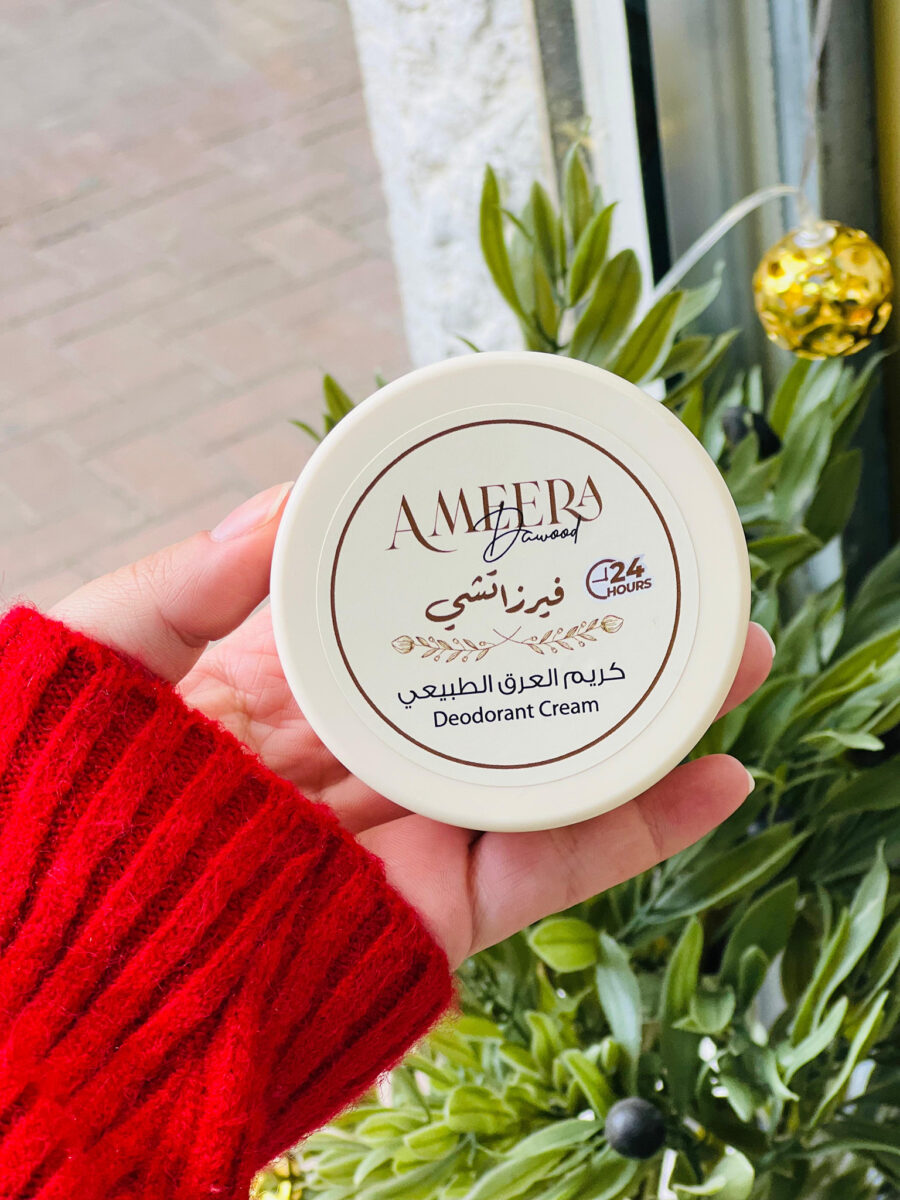 AMEERA
Dawood
فيرزاتشي
24
HOURS
كريم العرق الطبيعي
Deodorant Cream